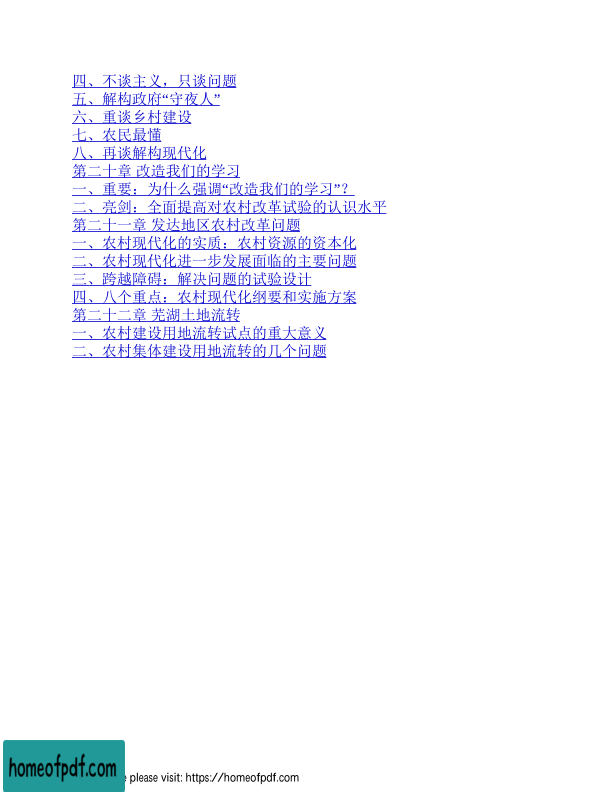 四、不谈主义，只谈问题
五、解构政府“守夜人”
六、重谈乡村建设
七、农民最懂
八、再谈解构现代化
第二十章 改造我们的学习
一、重要：为什么强调“改造我们的学习”？
二、亮剑：全面提高对农村改革试验的认识水平
第二十一章 发达地区农村改革问题
一、农村现代化的实质：农村资源的资本化
二、农村现代化进一步发展面临的主要问题
三、跨越障碍：解决问题的试验设计
四、八个重点：农村现代化纲要和实施方案
第二十二章 芜湖土地流转
一、农村建设用地流转试点的重大意义
二、农村集体建设用地流转的几个问题
homeofpdf.com
e please visit: https://homeofpdf.com